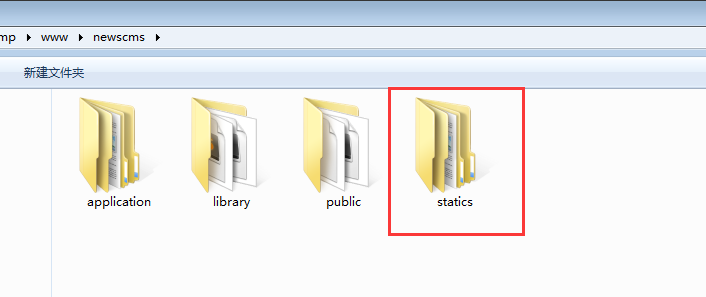 mp ▸ www ▸ newscms ▸
新建文件夹
application
library
public
statics